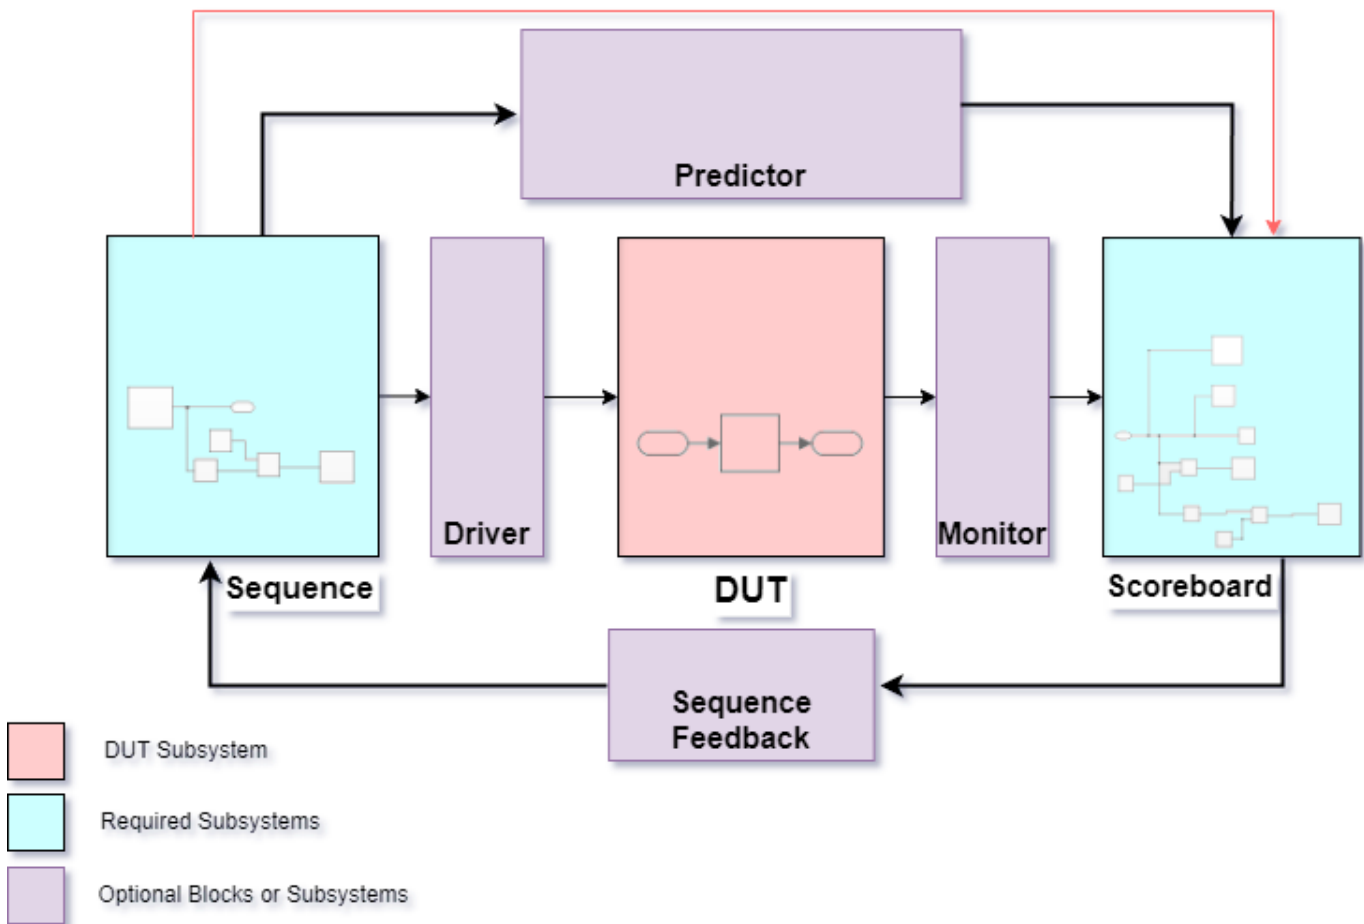 Predictor
Driver
Monitor
Sequence
DUT
Scoreboard
Sequence
Feedback
DUT Subsystem
Required Subsystems
Optional Blocks or Subsystems